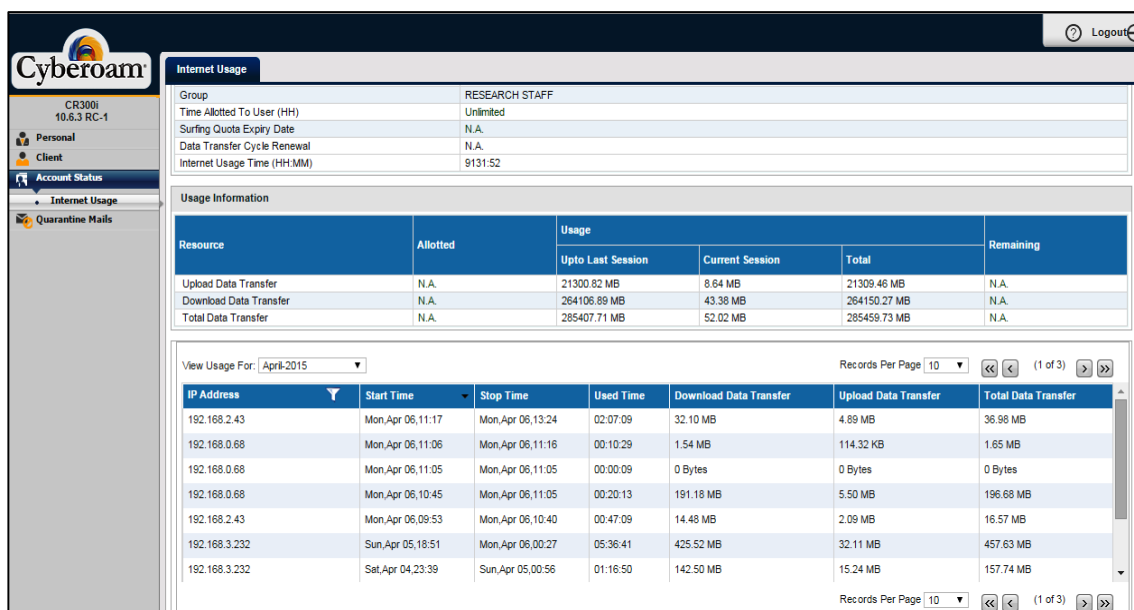 Logout
Cyberoam
CR300i
10.6.3 RC-1
Personal
Client
Account Status
Internet Usage
Quarantine Mails
Internet Usage
Group RESEARCH STAFF
Time Allotted To User (HH) Unlimited
Surfing Quota Expiry Date N.A.
Data Transfer Cycle Renewal N.A.
Internet Usage Time (HH:MM) 9131:52
Usage Information
Resource Allotted Usage Remaining
Upto Last Session Current Session Total
Upload Data Transfer N.A. 21300.82 MB 8.64 MB 21309.46 MB N.A.
Download Data Transfer N.A. 264106.89 MB 43.38 MB 264150.27 MB N.A.
Total Data Transfer N.A. 285407.71 MB 52.02 MB 285459.73 MB N.A.
View Usage For: April-2015 Records Per Page 10 (1 of 3)
IP Address Start Time Stop Time Used Time Download Data Transfer Upload Data Transfer Total Data Transfer
192.168.2.43 Mon,Apr 06,11:17 Mon,Apr 06,13:24 02:07:09 32.10 MB 4.89 MB 36.98 MB
192.168.0.68 Mon,Apr 06,11:06 Mon,Apr 06,11:16 00:10:29 1.54 MB 114.32 KB 1.65 MB
192.168.0.68 Mon,Apr 06,11:05 Mon,Apr 06,11:05 00:00:09 0 Bytes 0 Bytes 0 Bytes
192.168.0.68 Mon,Apr 06,10:45 Mon,Apr 06,11:05 00:20:13 191.18 MB 5.50 MB 196.68 MB
192.168.2.43 Mon,Apr 06,09:53 Mon,Apr 06,10:40 00:47:09 14.48 MB 2.09 MB 16.57 MB
192.168.3.232 Sun,Apr 05,18:51 Mon,Apr 06,00:27 05:36:41 425.52 MB 32.11 MB 457.63 MB
192.168.3.232 Sat,Apr 04,23:39 Sun,Apr 05,00:56 01:16:50 142.50 MB 15.24 MB 157.74 MB
Records Per Page 10 (1 of 3)